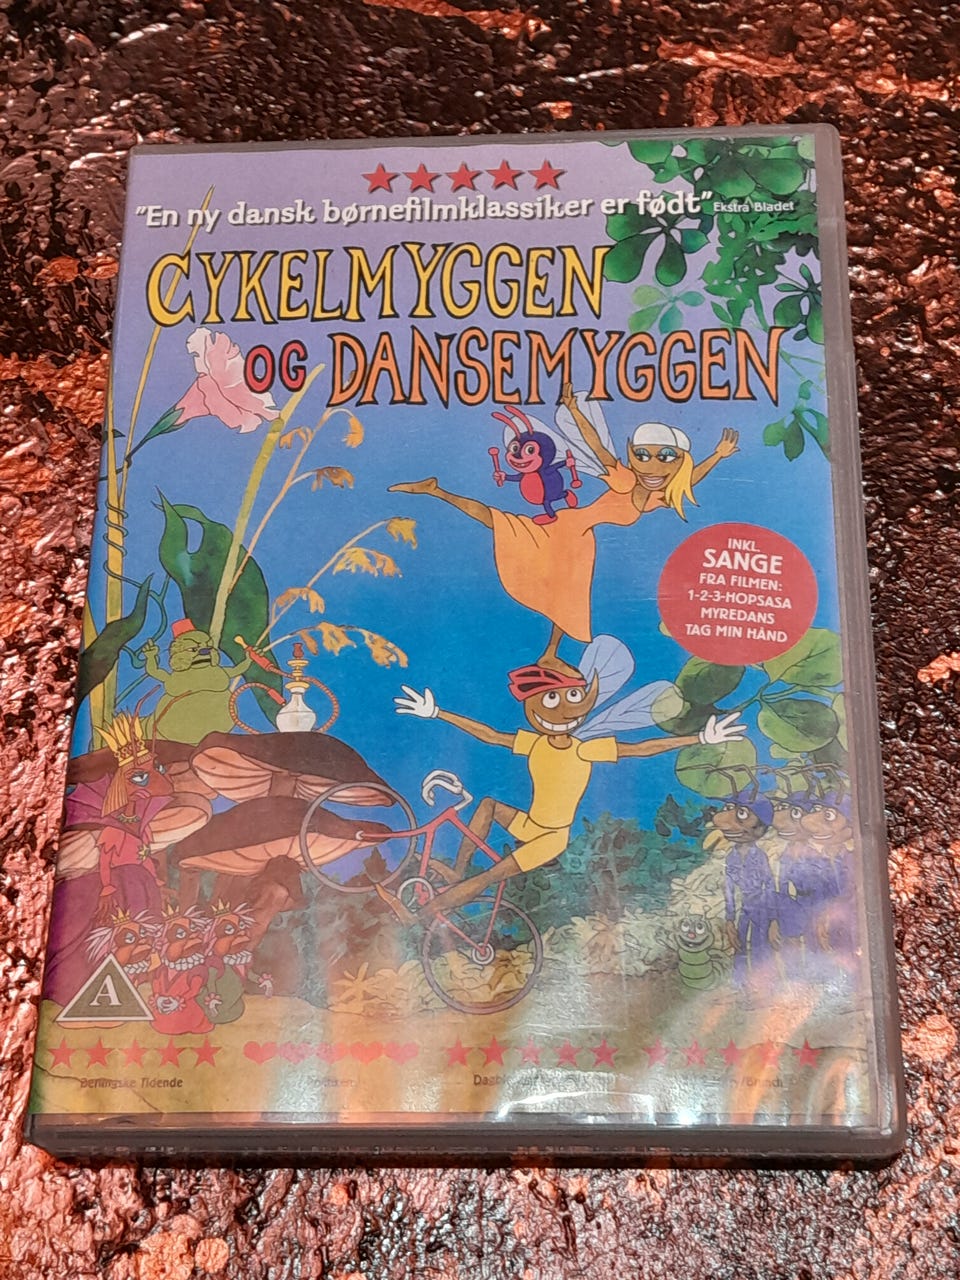 "En ny dansk børnefilmklassiker er født" Ekstra Bladet
CYKELMYGGEN
OG DANSEMYGGEN
INKL.
SANGE
FRA FILMEN:
1-2-3-HOPSASA
MYREDANS
TAG MIN HÅND
A
Berlingske Tidende